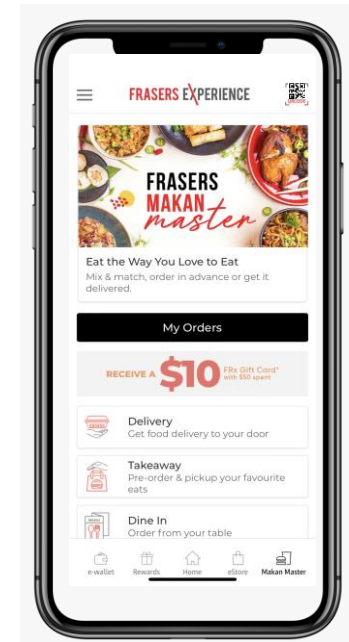 FRASERS EXPERIENCE
UNLOCK
FRASERS
MAKAN
master
Eat the Way You Love to Eat
Mix & match, order in advance or get it
delivered.
My Orders
RECEIVE A $10 FRx Gift Card*
with $50 spent
Delivery
Get food delivery to your door
Takeaway
Pre-order & pickup your favourite
eats
Dine In
Order from your table
e-wallet Rewards Home eStore Makan Master